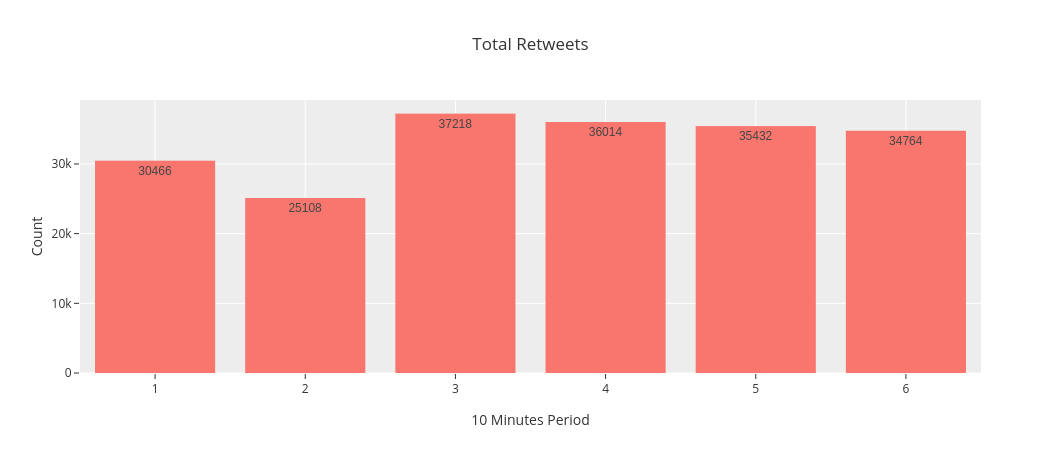 Total Retweets
37218
36014
35432
34764
30466
25108
30k
20k
10k
0
Count
1 2 3 4 5 6
10 Minutes Period